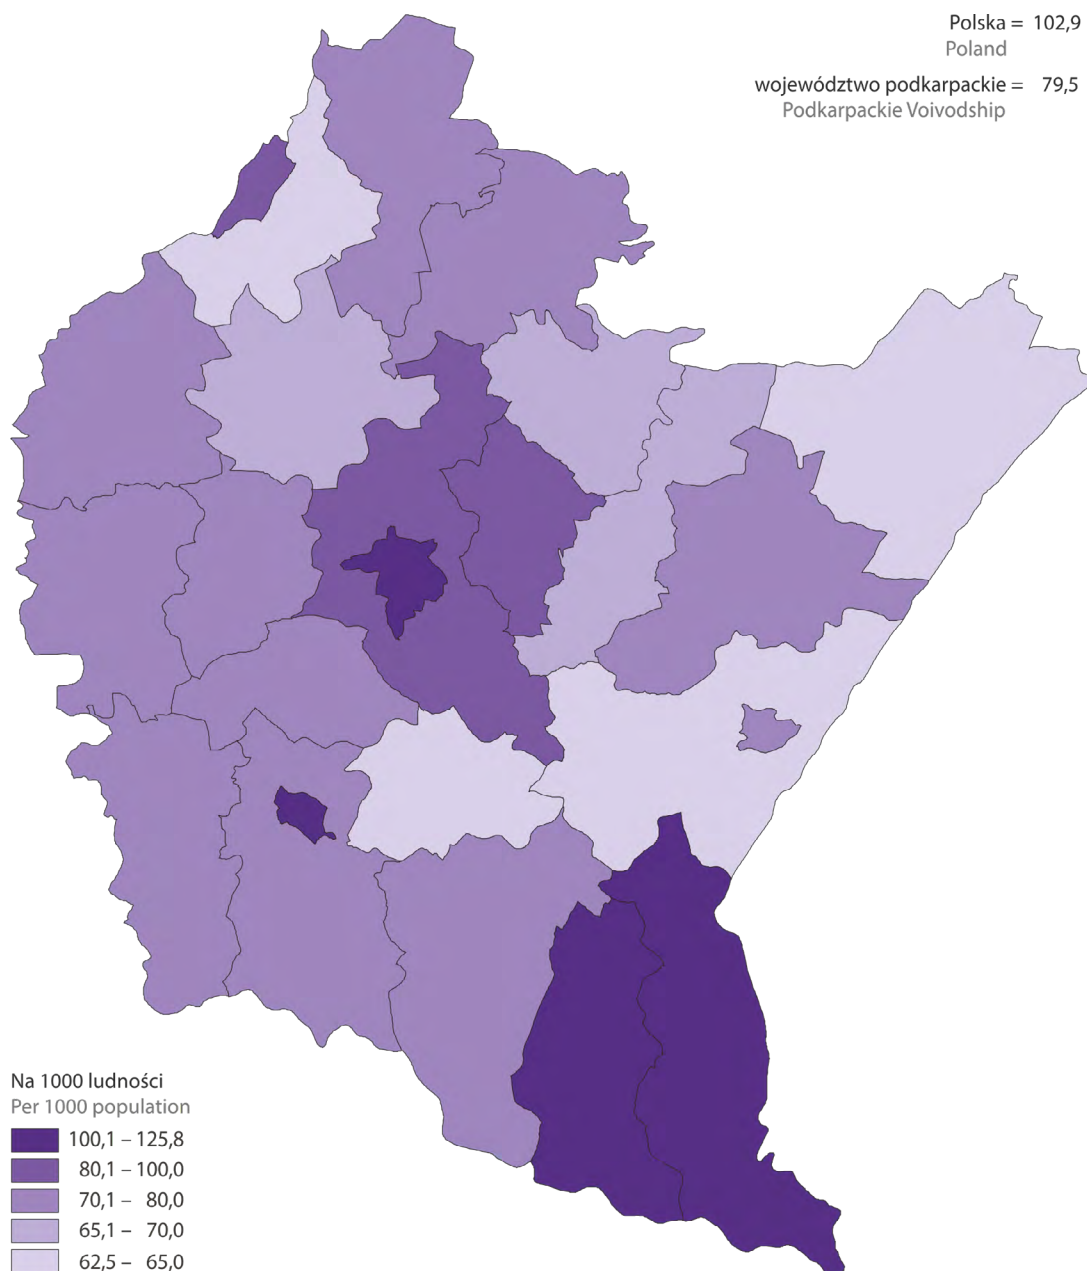 Polska = 102,9
Poland
województwo podkarpackie = 79,5
Podkarpackie Voivodship
Na 1000 ludności
Per 1000 population
100,1 – 125,8
80,1 – 100,0
70,1 – 80,0
65,1 – 70,0
62,5 – 65,0